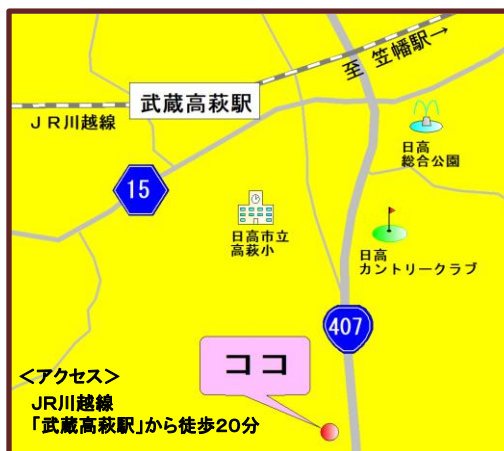 至 笠幡駅→
武蔵高萩駅
JR川越線
日高
総合公園
15
日高市立
高萩小
日高
カントリークラブ
407
ココ
<アクセス>
JR川越線
「武蔵高萩駅」から徒歩20分